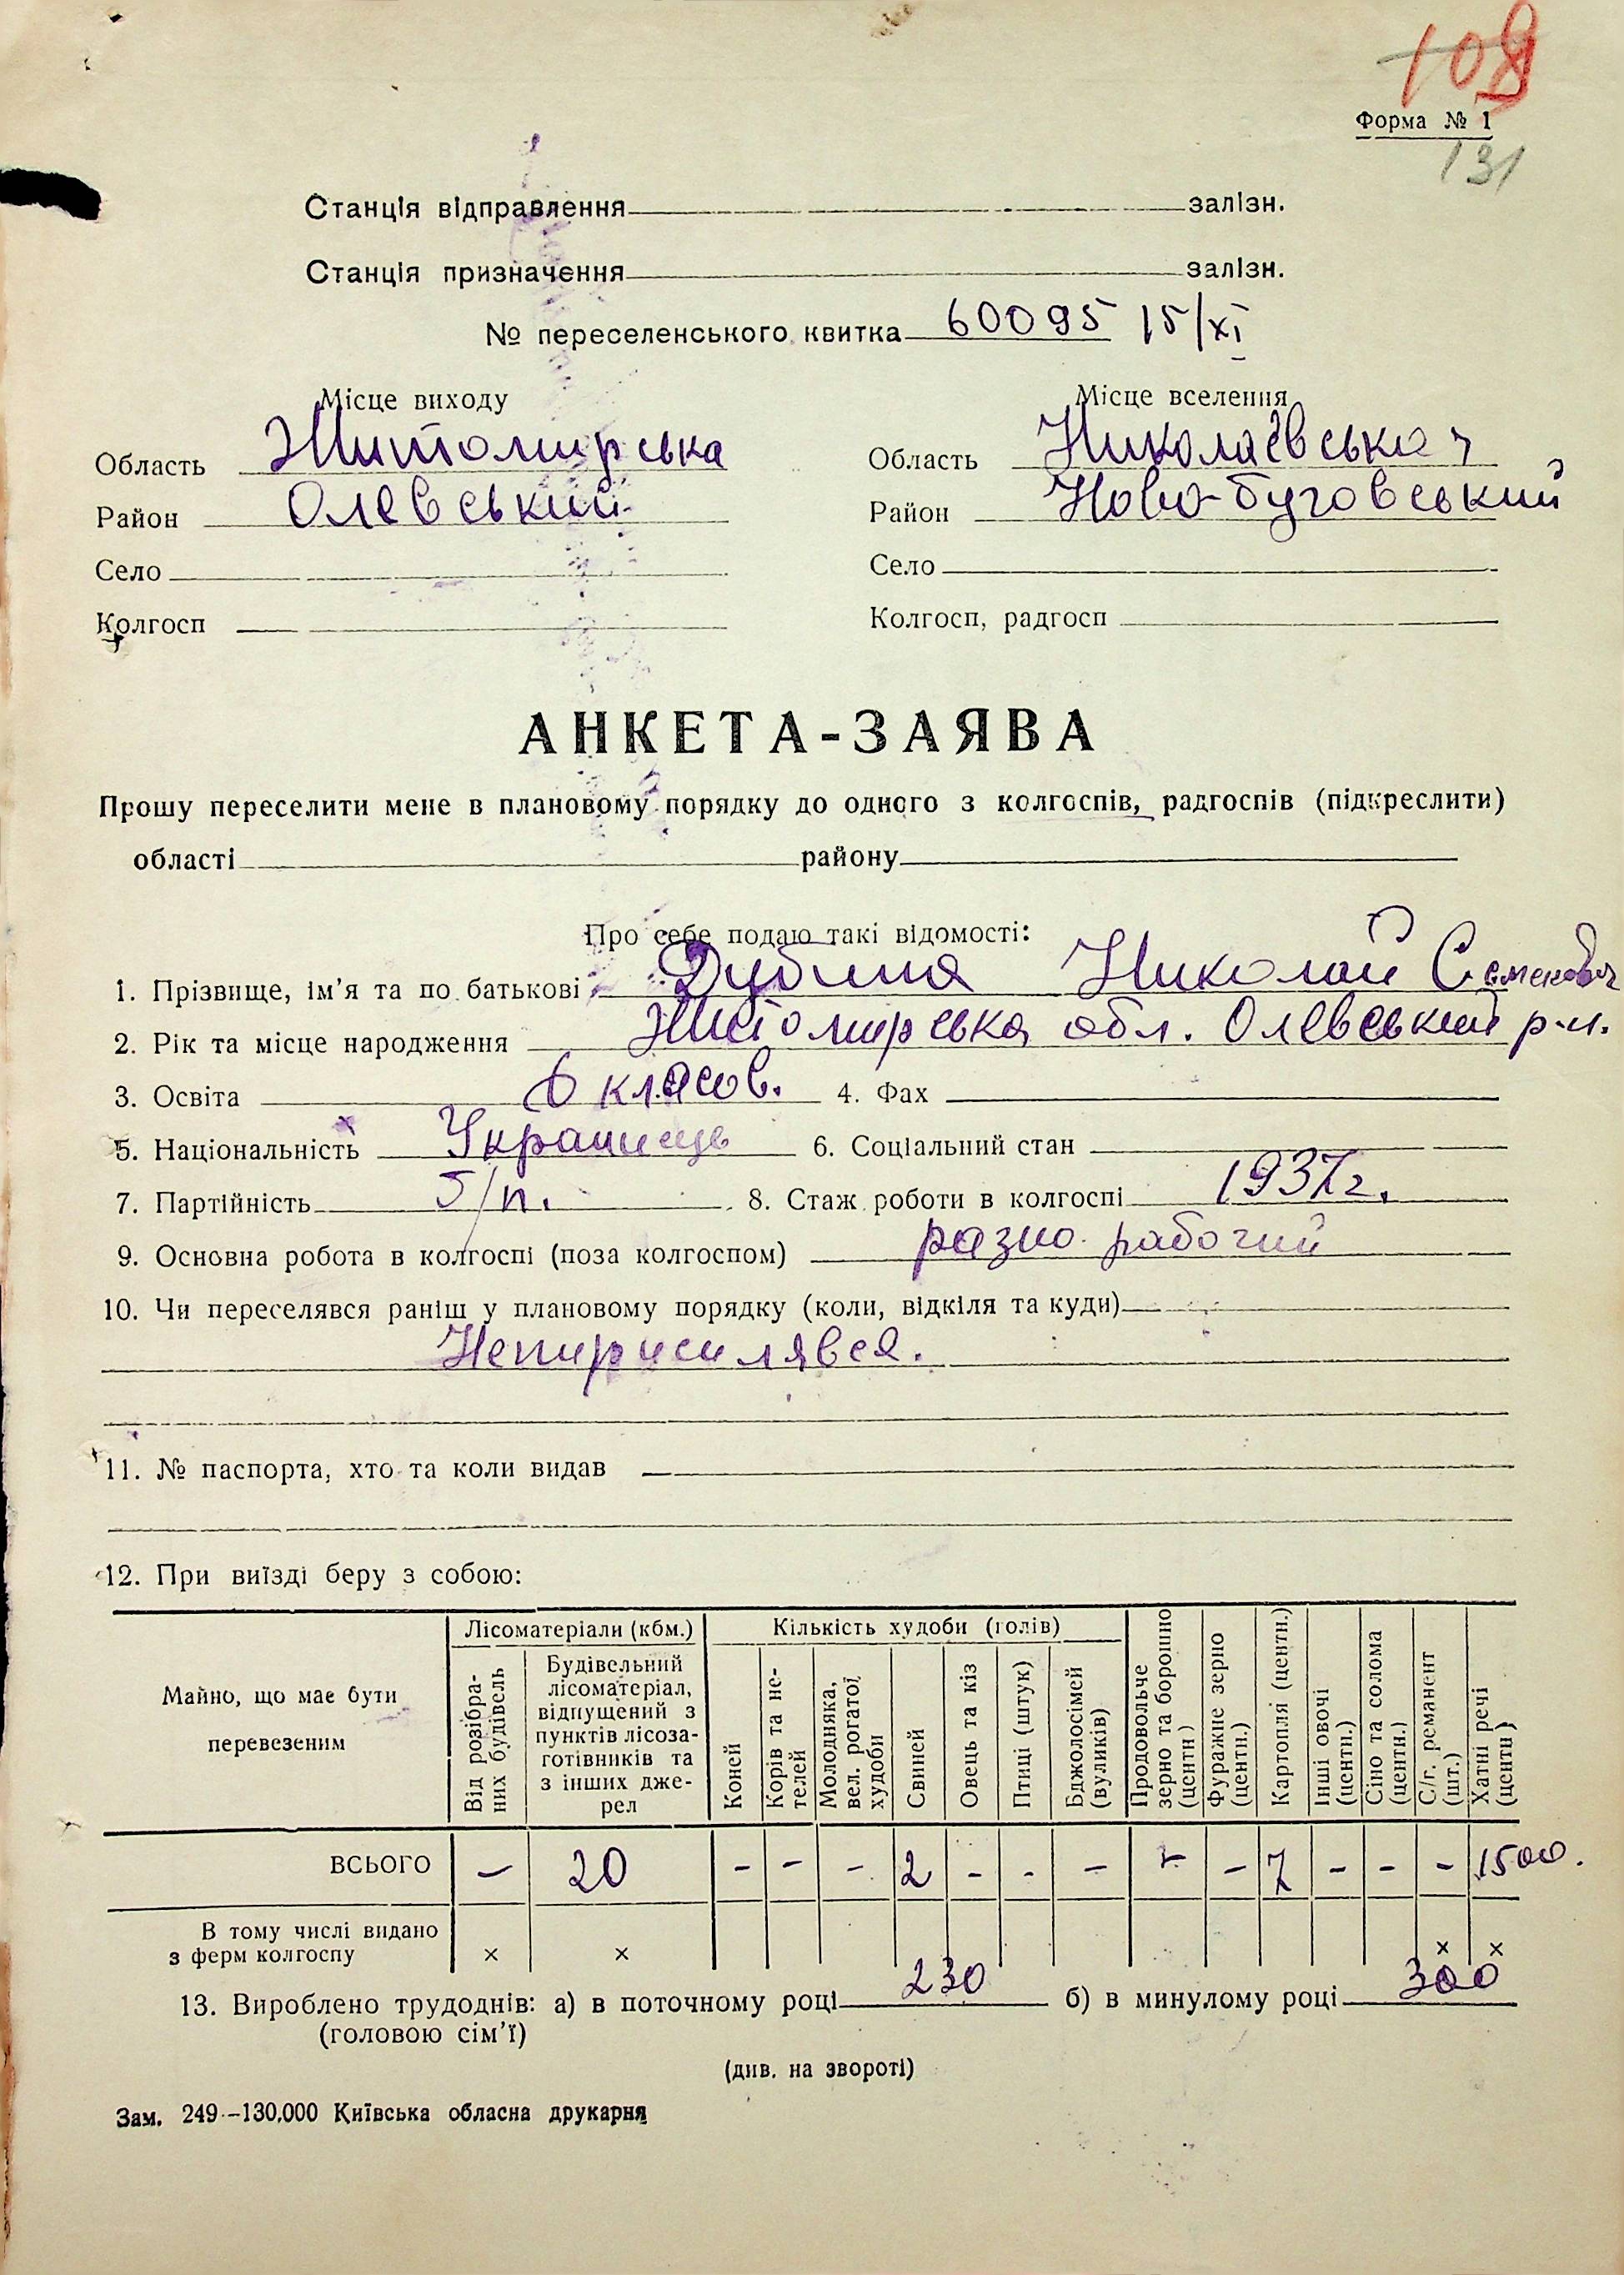 109
Форма № 1
131
Станція відправлення залізн.
Станція призначення залізн.
№ переселенського квитка 60095 15/XI
Місце виходу Місце вселення
Область Житомирська Область Николаевська
Район Олевський Район Ново-Буговський
Село Село
Колгосп Колгосп, радгосп
АНКЕТА-ЗАЯВА
Прошу переселити мене в плановому порядку до одного з колгоспів, радгоспів (підкреслити)
області району
Про себе подаю такі відомості:
1. Прізвище, ім'я та по батькові Дубина Николай Семенович
2. Рік та місце народження Житомирська обл. Олевський р-н.
3. Освіта 6 класов. 4. Фах
5. Національність Украинець 6. Соціальний стан
7. Партійність Б/п. 8. Стаж роботи в колгоспі 1937 г.
9. Основна робота в колгоспі (поза колгоспом) разно рабочий
10. Чи переселявся раніш у плановому порядку (коли, відкіля та куди)
Непирисилявся.
11. № паспорта, хто та коли видав
12. При виїзді беру з собою:
Майно, що має бути перевезеним
Лісоматеріали (кбм.)
Від розібраних будівель
Будівельний лісоматеріал, відпущений з пунктів лісозаготівників та з інших джерел
Кількість худоби (голів)
Коней
Корів та нетелей
Молодняка, вел. рогатої худоби
Свиней
Овець та кіз
Птиці (штук)
Бджолосімей (вуликів)
Продовольче зерно та борошно (центн)
Фуражне зерно (центн.)
Картопля (центн.)
Інші овочі (центн.)
Сіно та солома (центн.)
С/г. реманент (шт.)
Хатні речі (центн)
ВСЬОГО — 20 - - - 2 - - - - - 7 - - - 1500.
В тому числі видано з ферм колгоспу × × × ×
13. Вироблено трудоднів: а) в поточному році 230 б) в минулому році 300
(головою сім'ї)
(див. на звороті)
Зам. 249—130,000 Київська обласна друкарня